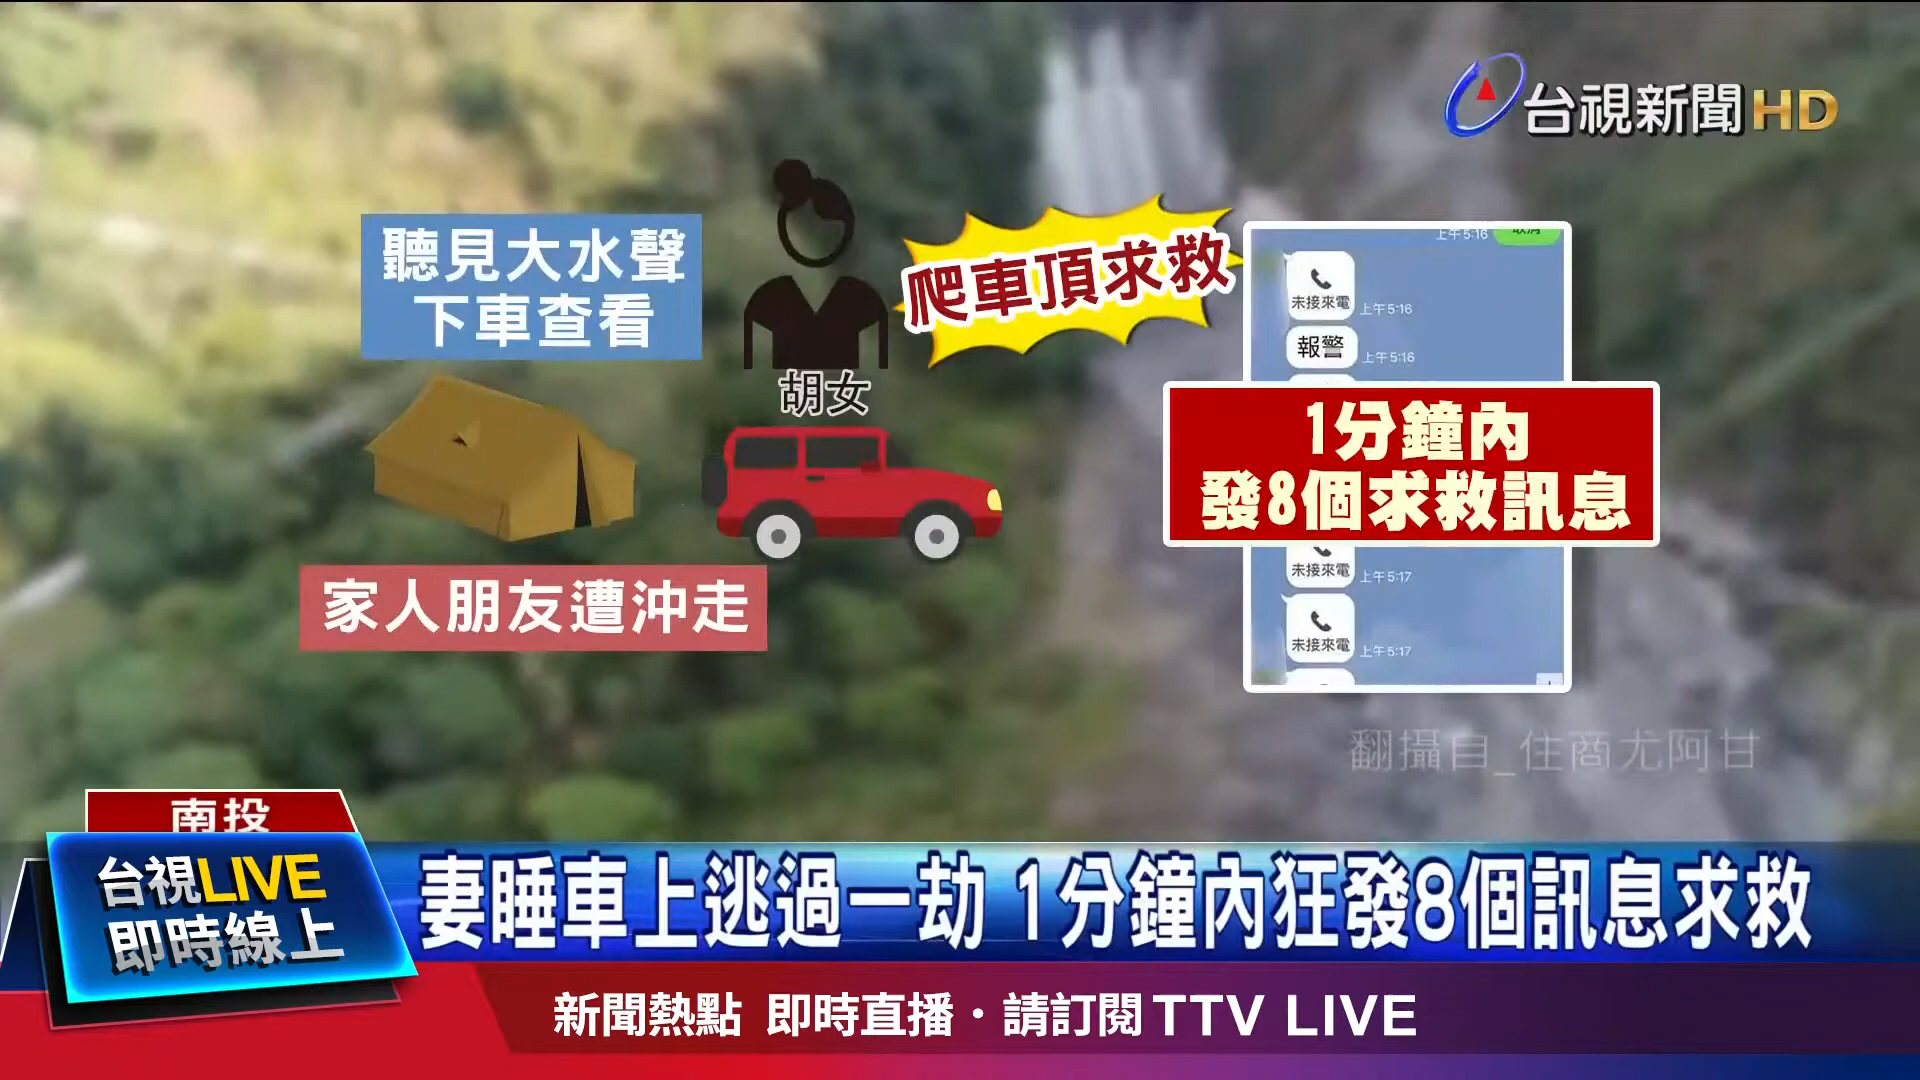 台視新聞HD
聽見大水聲
下車查看
爬車頂求救
胡女
家人朋友遭沖走
上午5:16
取消
未接來電
上午5:16
報警
上午5:16
1分鐘內
發8個求救訊息
未接來電
上午5:17
未接來電
上午5:17
翻攝自_住商尤阿甘
南投
台視LIVE
即時線上
妻睡車上逃過一劫 1分鐘內狂發8個訊息求救
新聞熱點 即時直播・請訂閱TTV LIVE